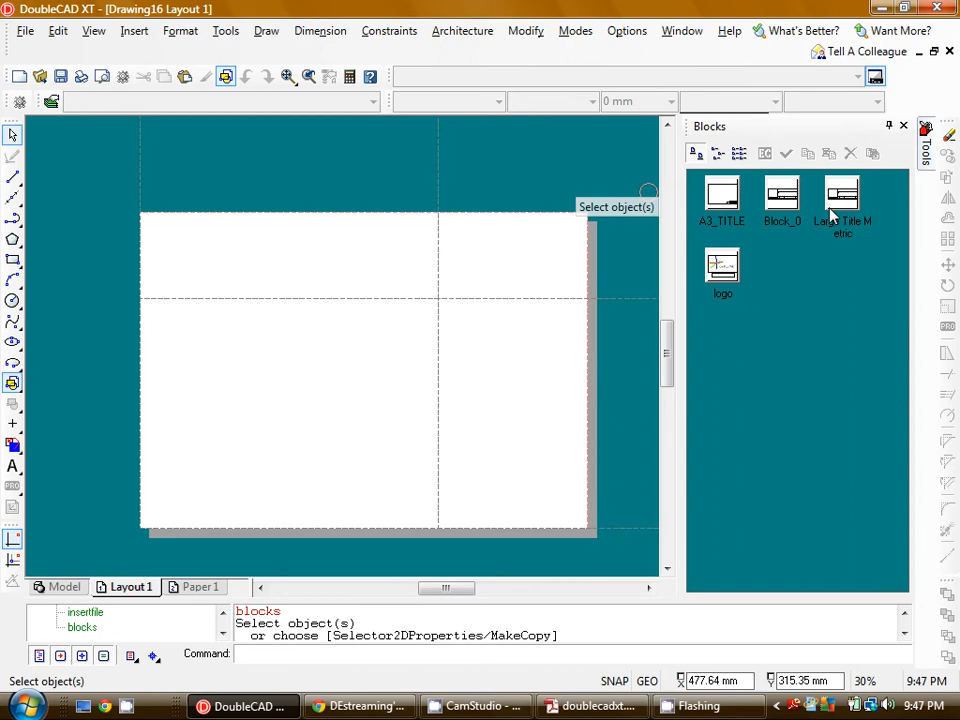 DoubleCAD XT - [Drawing16 Layout 1]
File Edit View Insert Format Tools Draw Dimension Constraints Architecture Modify Modes Options Window Help What's Better? Want More?
Tell A Colleague
0 mm
Blocks
Tools
Select object(s)
A3_TITLE Block_0 Large Title M
etric
logo
PRO
PRO
Model Layout 1 Paper 1
insertfile
blocks
blocks
Select object(s)
or choose [Selector2DProperties/MakeCopy]
Command:
Select object(s) SNAP GEO X 477.64 mm Y 315.35 mm 30% 9:47 PM
DoubleCAD ... DEstreaming'... CamStudio - ... doublecadxt.... Flashing 9:47 PM